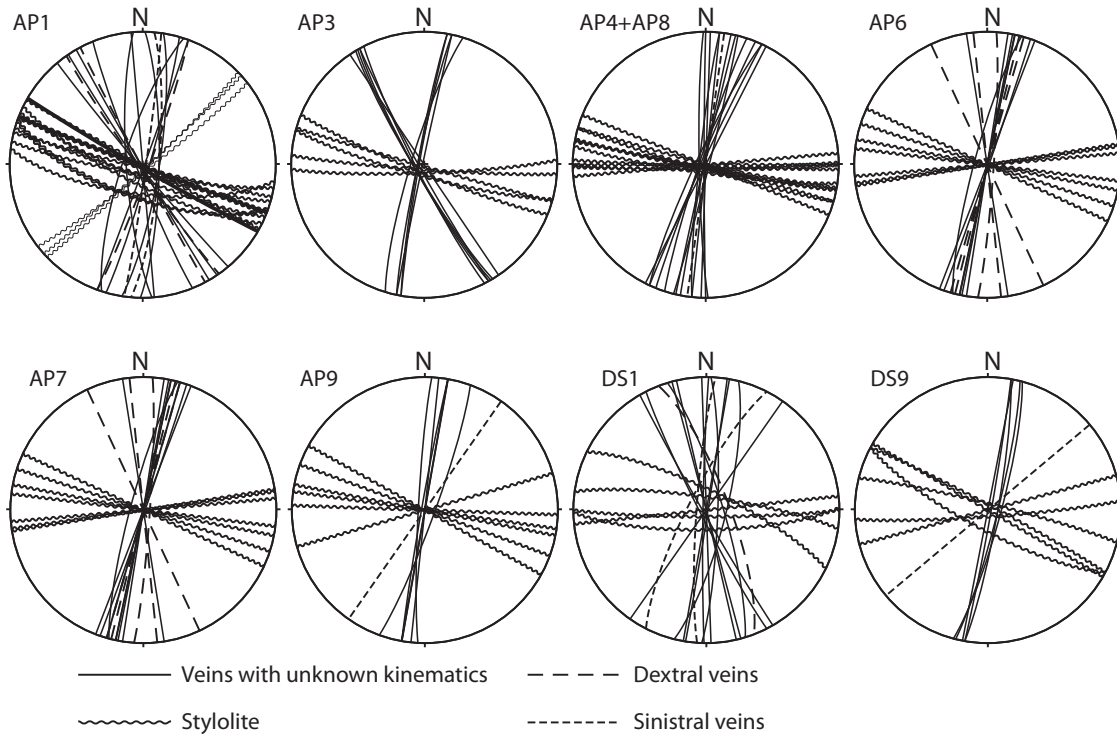 AP1 N AP3 N AP4+AP8 N AP6 N
AP7 N AP9 N DS1 N DS9 N
Veins with unknown kinematics Dextral veins
Stylolite Sinistral veins